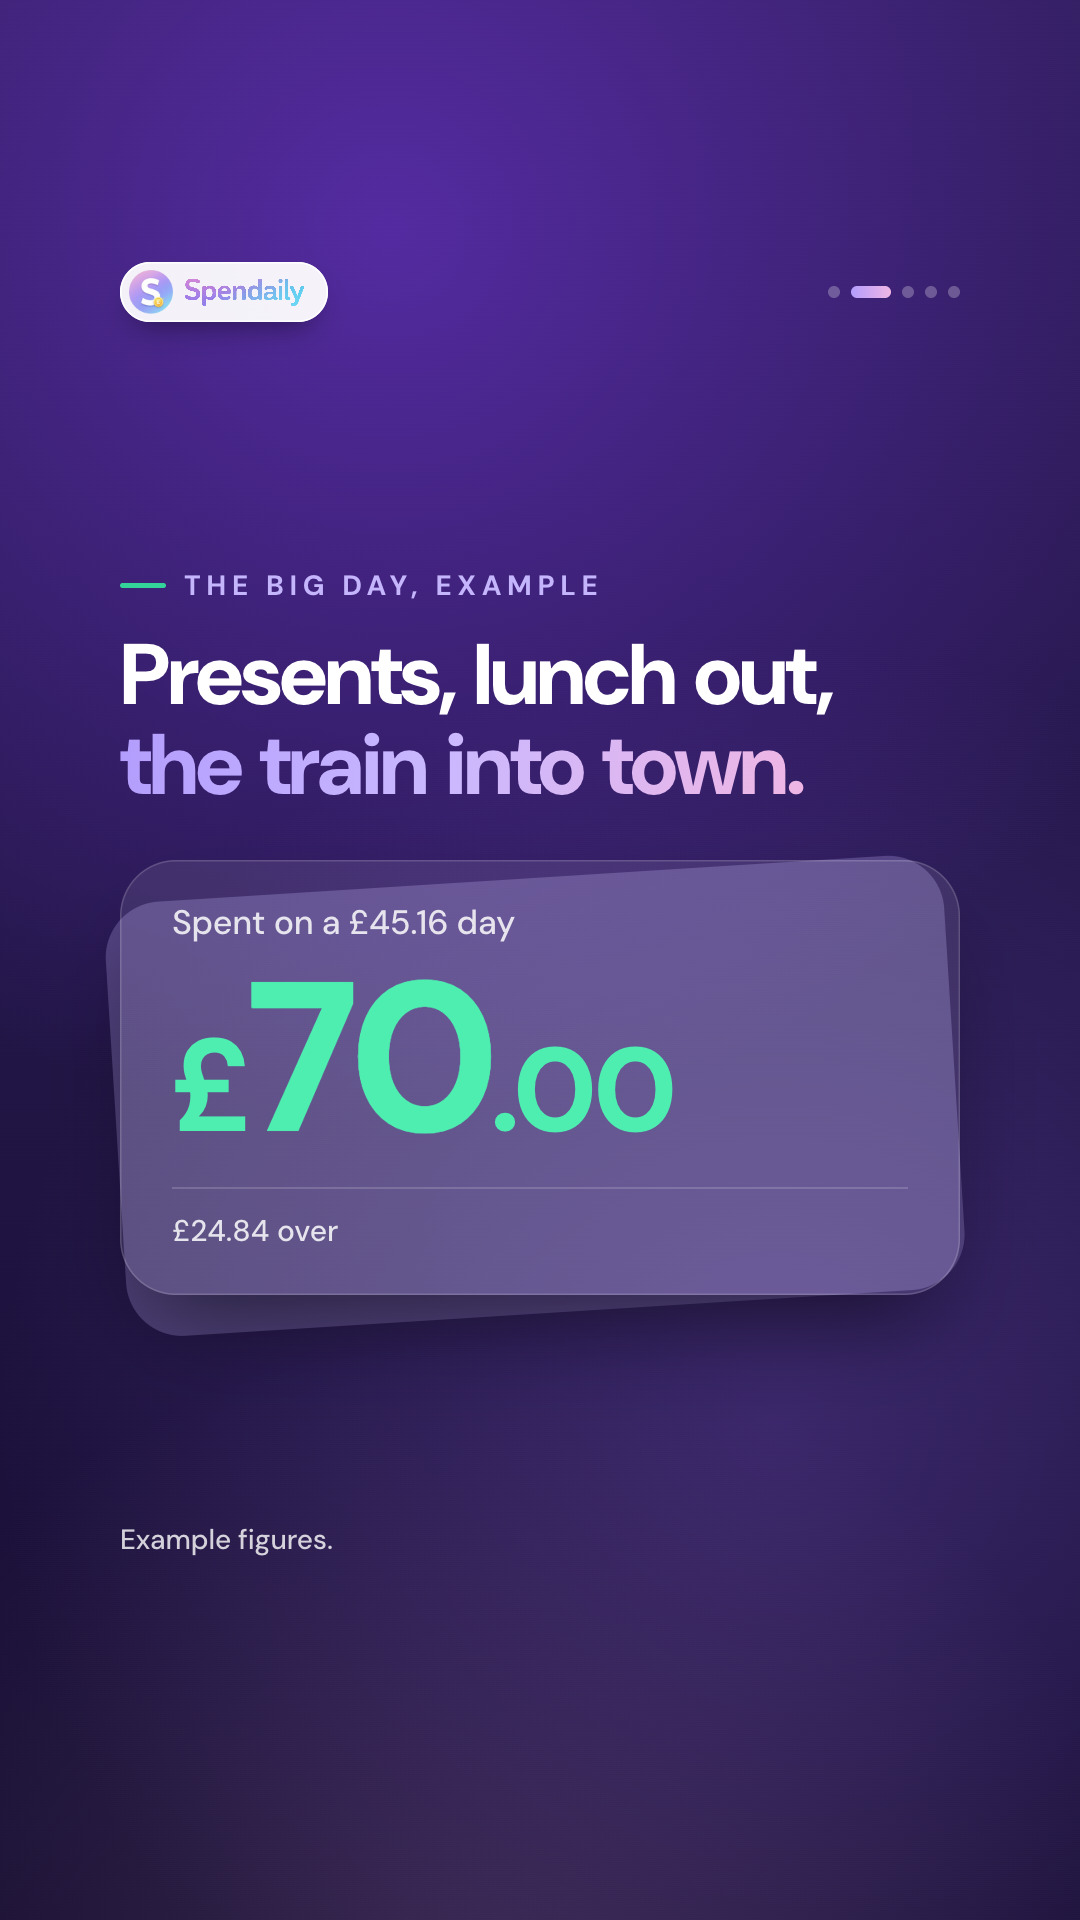 Spendaily
THE BIG DAY, EXAMPLE
Presents, lunch out,
the train into town.
Spent on a £45.16 day
£70.00
£24.84 over
Example figures.